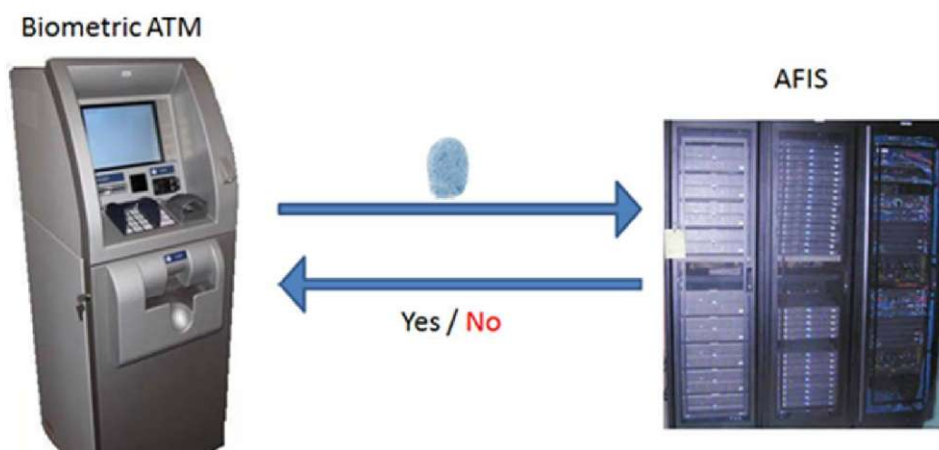 Biometric ATM
AFIS
Yes / No